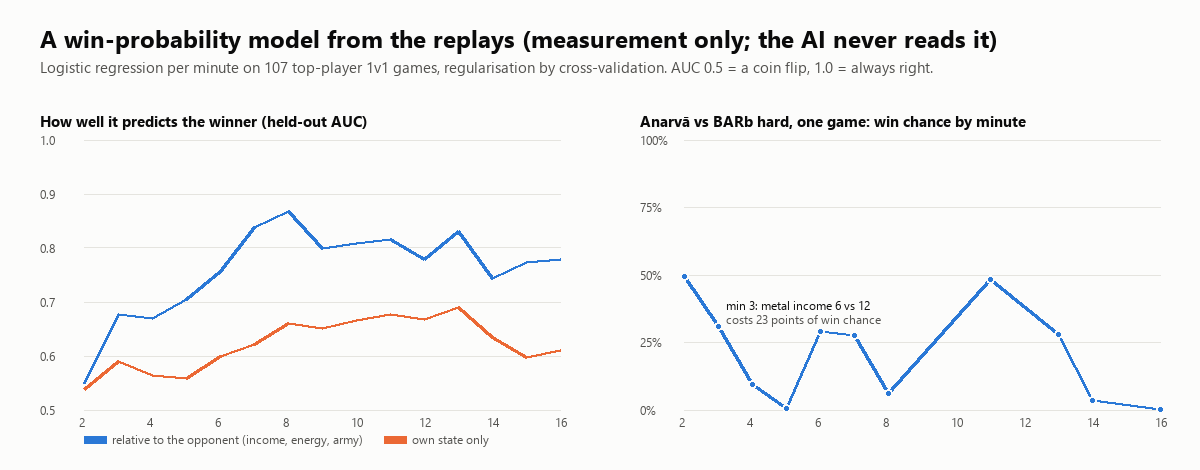 A win-probability model from the replays (measurement only; the AI never reads it)
Logistic regression per minute on 107 top-player 1v1 games, regularisation by cross-validation. AUC 0.5 = a coin flip, 1.0 = always right.
How well it predicts the winner (held-out AUC)
1.0
0.9
0.8
0.7
0.6
0.5
2 4 6 8 10 12 14 16
relative to the opponent (income, energy, army) own state only
Anarvā vs BARb hard, one game: win chance by minute
100%
75%
50%
min 3: metal income 6 vs 12
costs 23 points of win chance
25%
0%
2 4 6 8 10 12 14 16